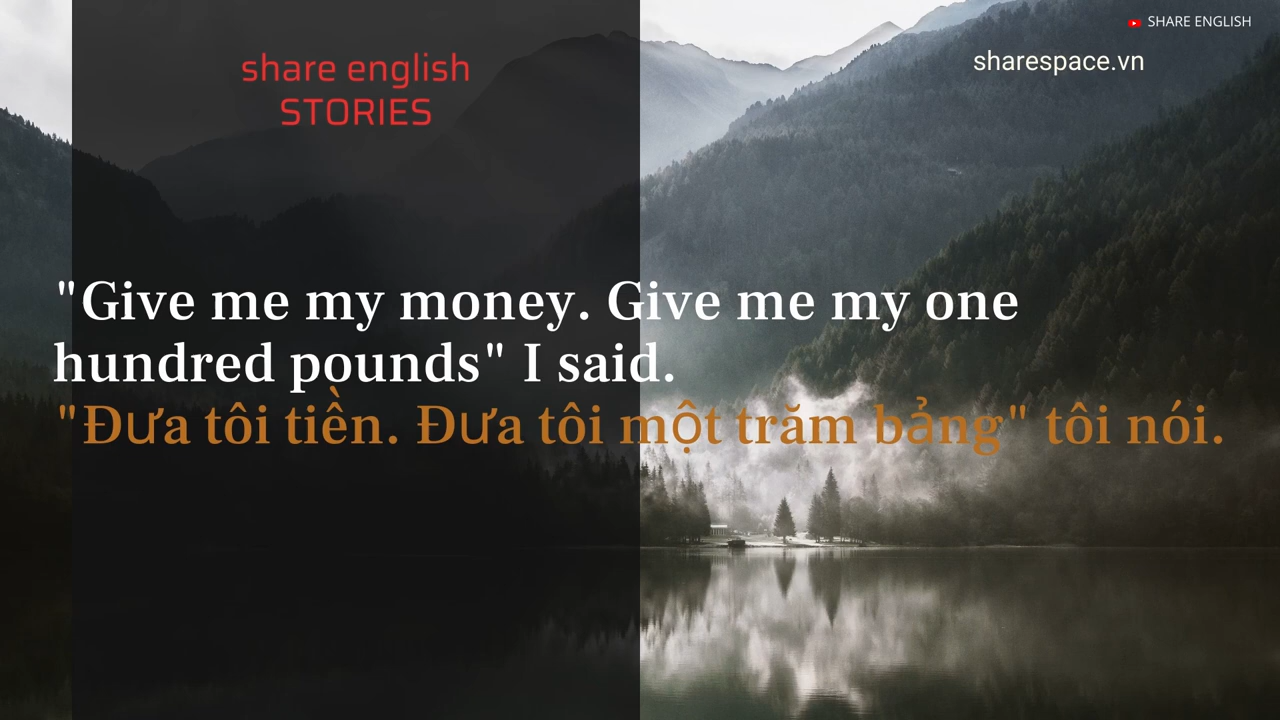 share english
STORIES
SHARE ENGLISH
sharespace.vn
"Give me my money. Give me my one
hundred pounds" I said.
"Đưa tôi tiền. Đưa tôi một trăm bảng" tôi nói.